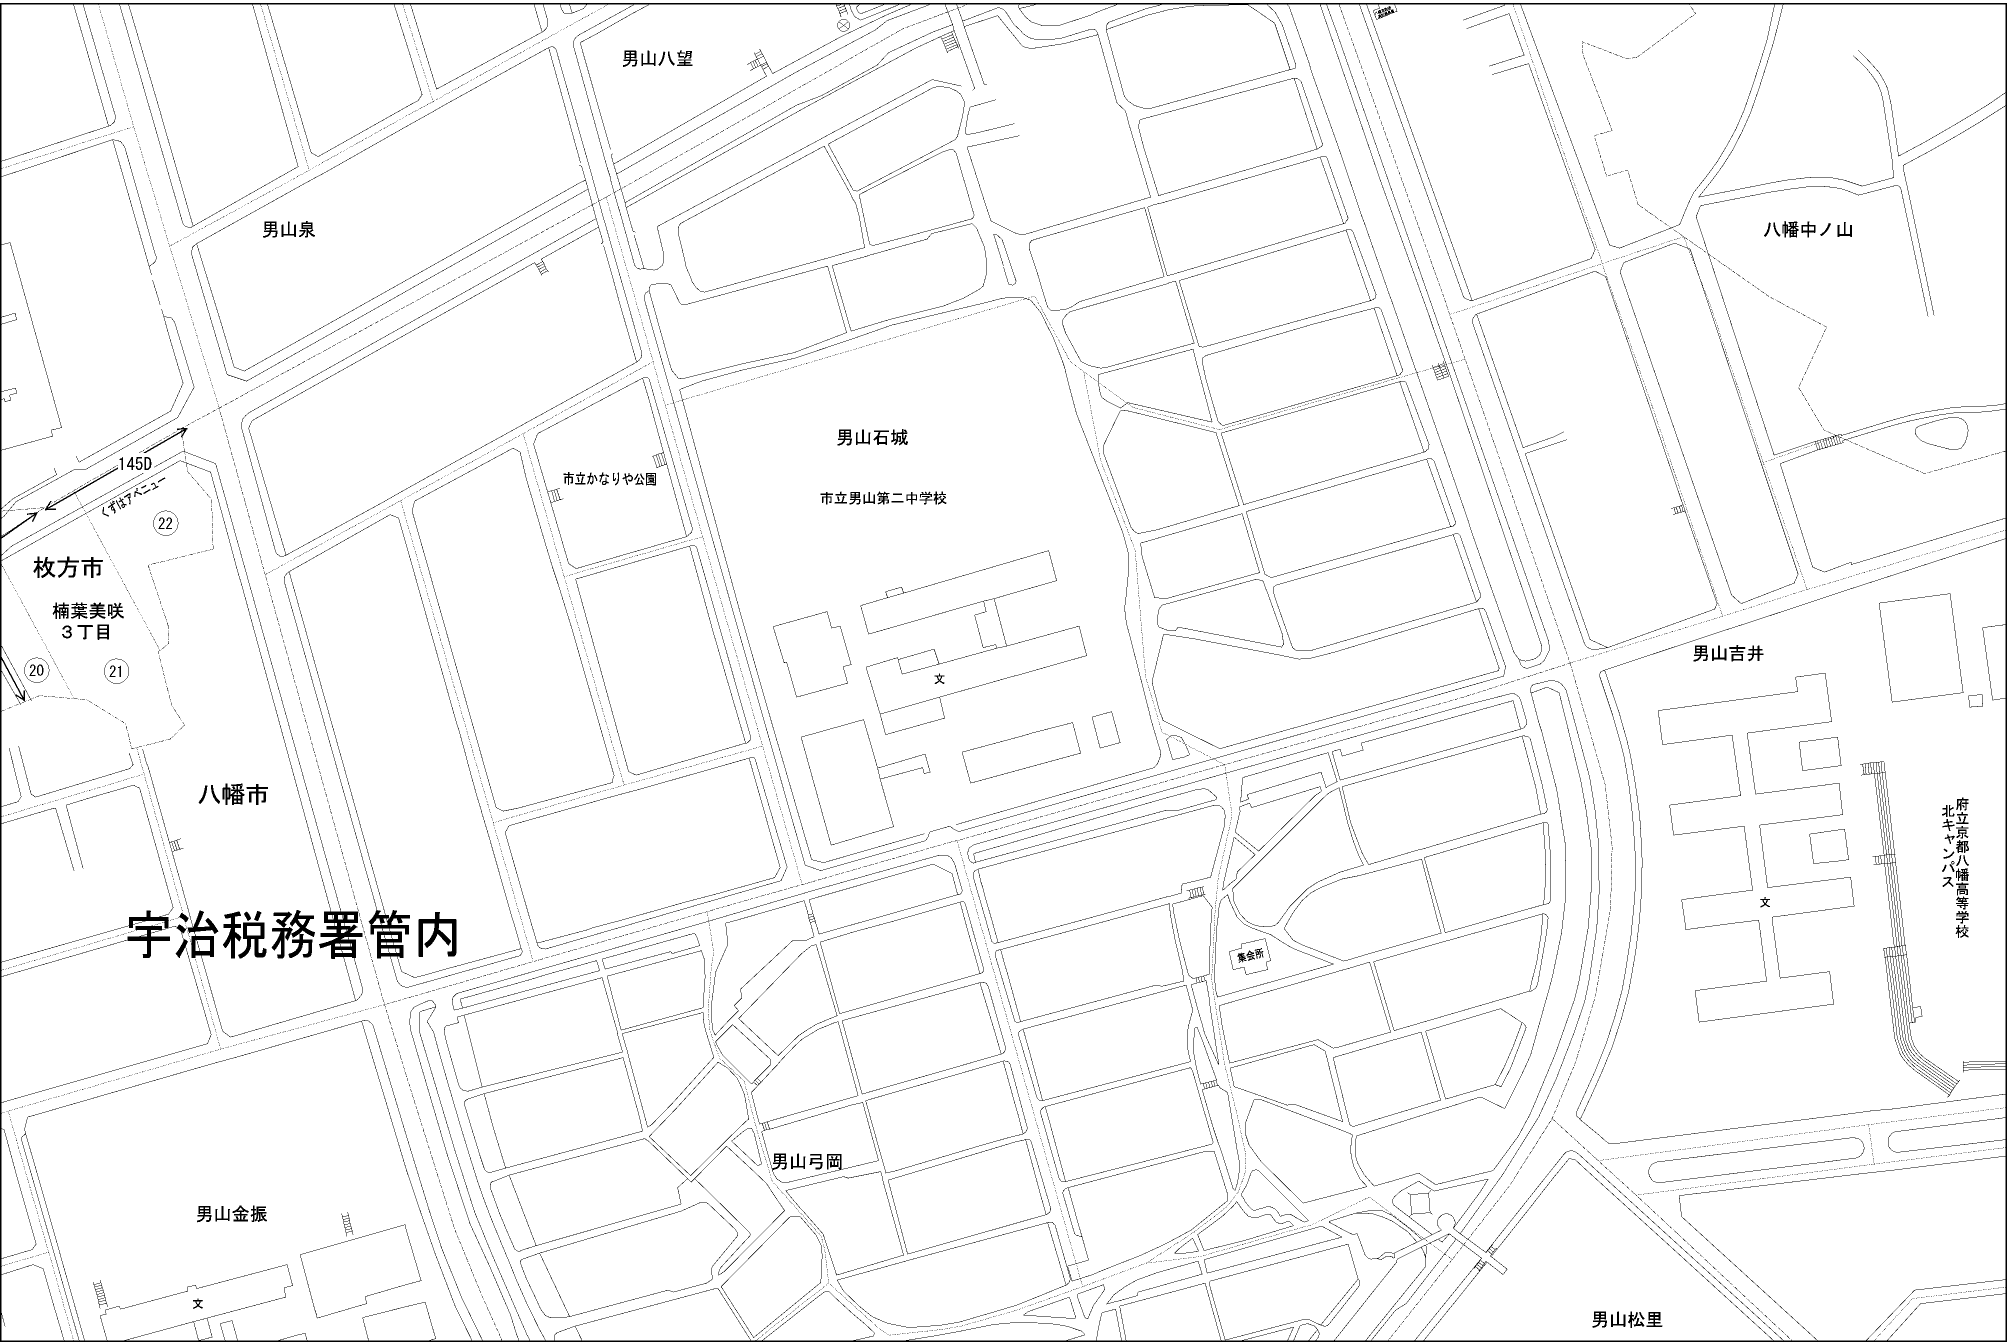 男山八望
男山泉
八幡中ノ山
男山石城
145D
市立かなりや公園
くずはアベニュー
市立男山第二中学校
22
枚方市
楠葉美咲
3丁目
男山吉井
20
21
文
八幡市
府立京都八幡高等学校
北キャンパス
文
宇治税務署管内
集会所
男山弓岡
男山金振
文
男山松里